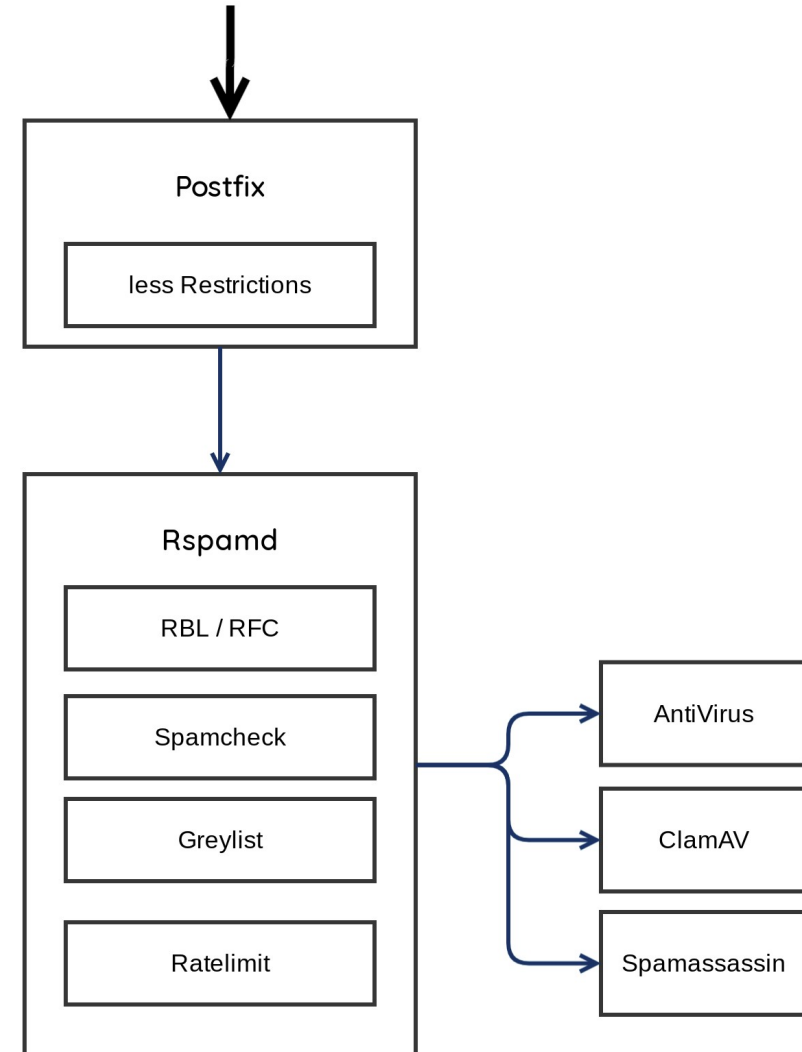 Postfix
less Restrictions
Rspamd
RBL / RFC
Spamcheck
Greylist
Ratelimit
AntiVirus
ClamAV
Spamassassin